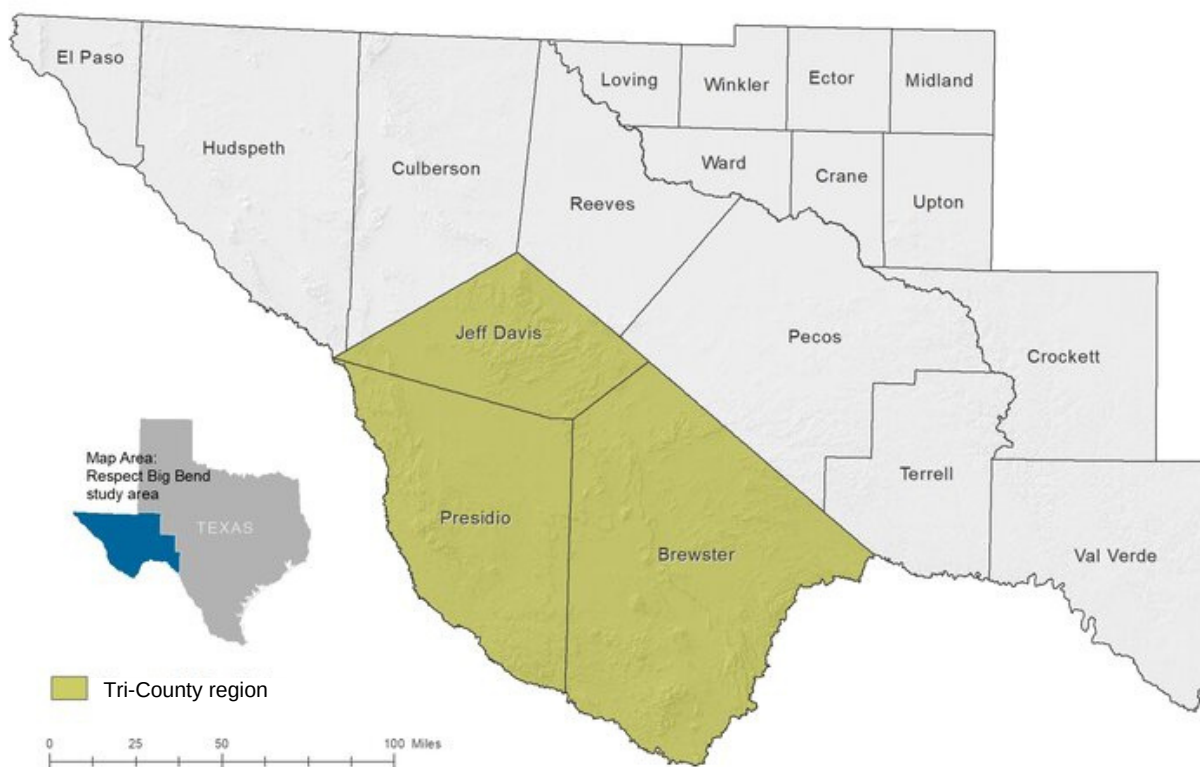 El Paso
Hudspeth
Culberson
Reeves
Loving
Winkler
Ector
Midland
Ward
Crane
Upton
Jeff Davis
Pecos
Crockett
Presidio
Brewster
Terrell
Val Verde
Map Area:
Respect Big Bend
study area
TEXAS
Tri-County region
0 25 50 100 Miles